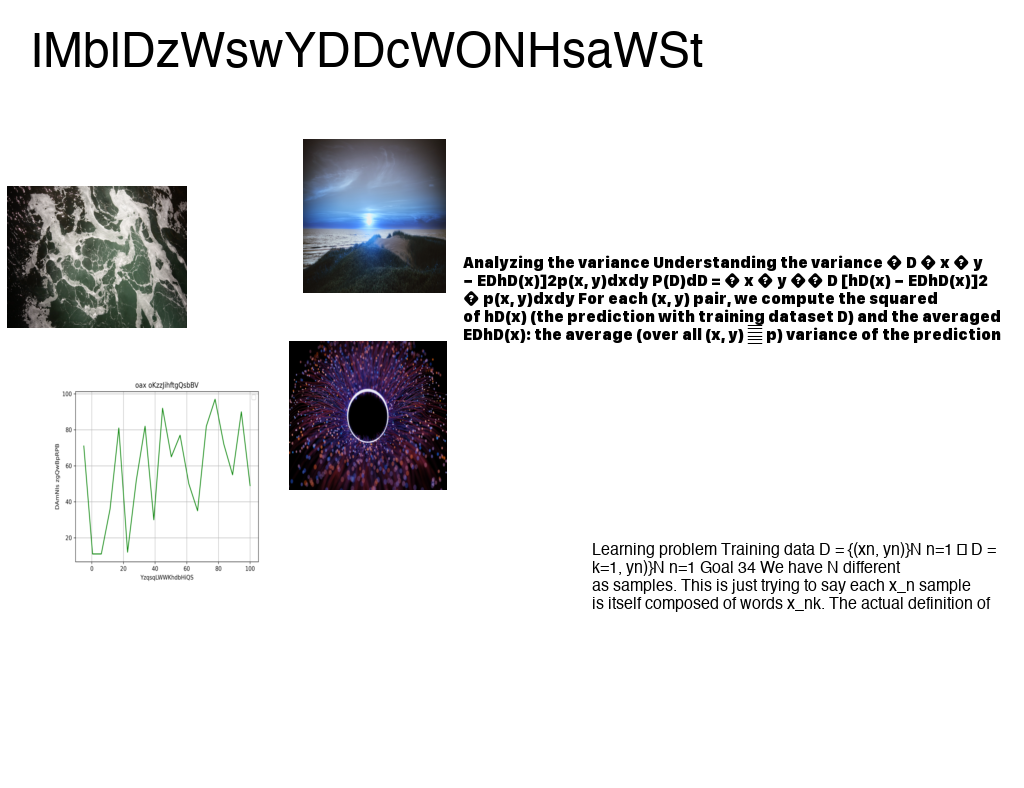 IMblDzWswYDDcWONHsaWSt
Analyzing the variance Understanding the variance � D � x � y
− EDhD(x)]2p(x, y)dxdy P(D)dD = � x � y �� D [hD(x) − EDhD(x)]2
� p(x, y)dxdy For each (x, y) pair, we compute the squared
of hD(x) (the prediction with training dataset D) and the averaged
EDhD(x): the average (over all (x, y) p) variance of the prediction
oax oKzzJihftgQsbBV
100
80
60
40
20
0 20 40 60 80 100
YzqsgLWWKhdbHiQS
Learning problem Training data D = {(xn, yn)}N n=1 D =
k=1, yn)}N n=1 Goal 34 We have N different
as samples. This is just trying to say each x_n sample
is itself composed of words x_nk. The actual definition of